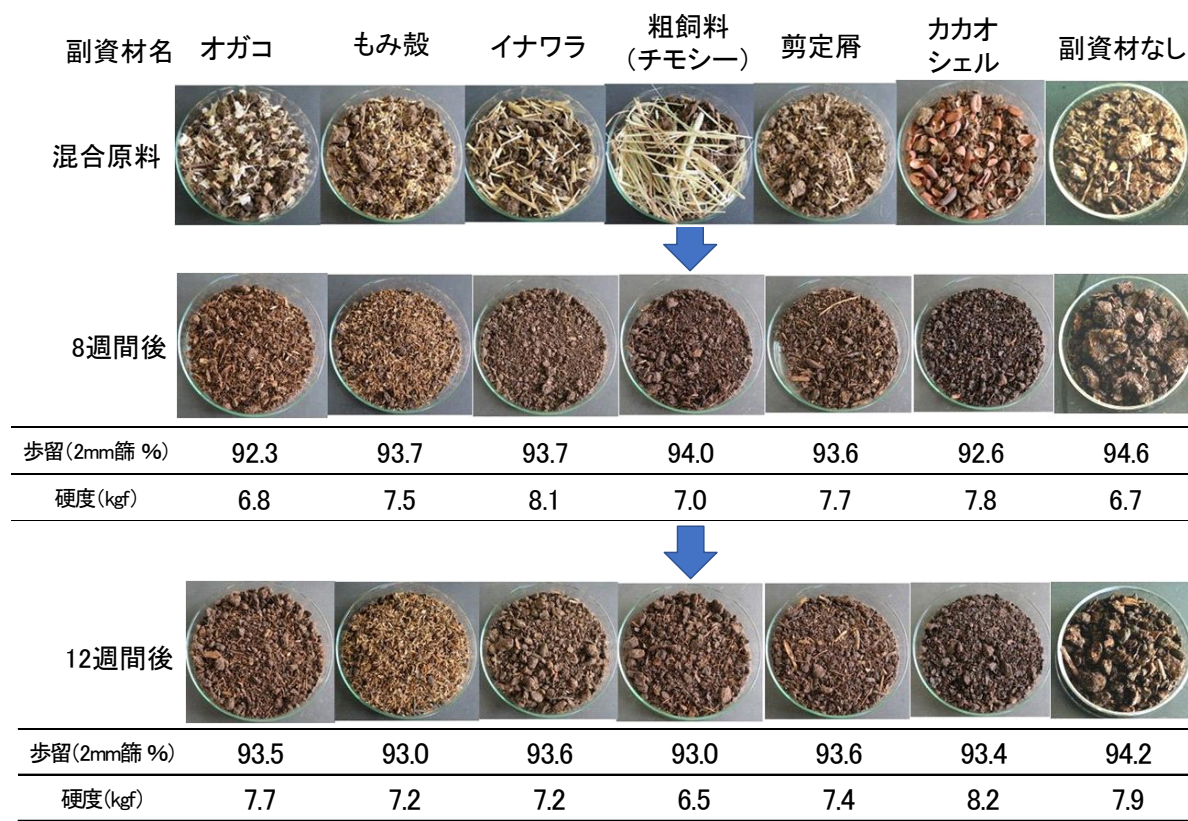 副資材名 オガコ もみ殻 イナワラ 粗飼料（チモシー） 剪定屑 カカオシェル 副資材なし
混合原料
8週間後
歩留（2mm篩 %） 92.3 93.7 93.7 94.0 93.6 92.6 94.6
硬度（kgf） 6.8 7.5 8.1 7.0 7.7 7.8 6.7
12週間後
歩留（2mm篩 %） 93.5 93.0 93.6 93.0 93.6 93.4 94.2
硬度（kgf） 7.7 7.2 7.2 6.5 7.4 8.2 7.9